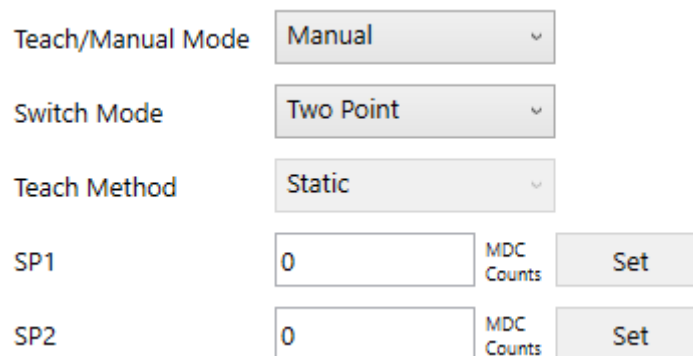 Teach/Manual Mode Manual
Switch Mode Two Point
Teach Method Static
SP1 0 MDC Counts Set
SP2 0 MDC Counts Set